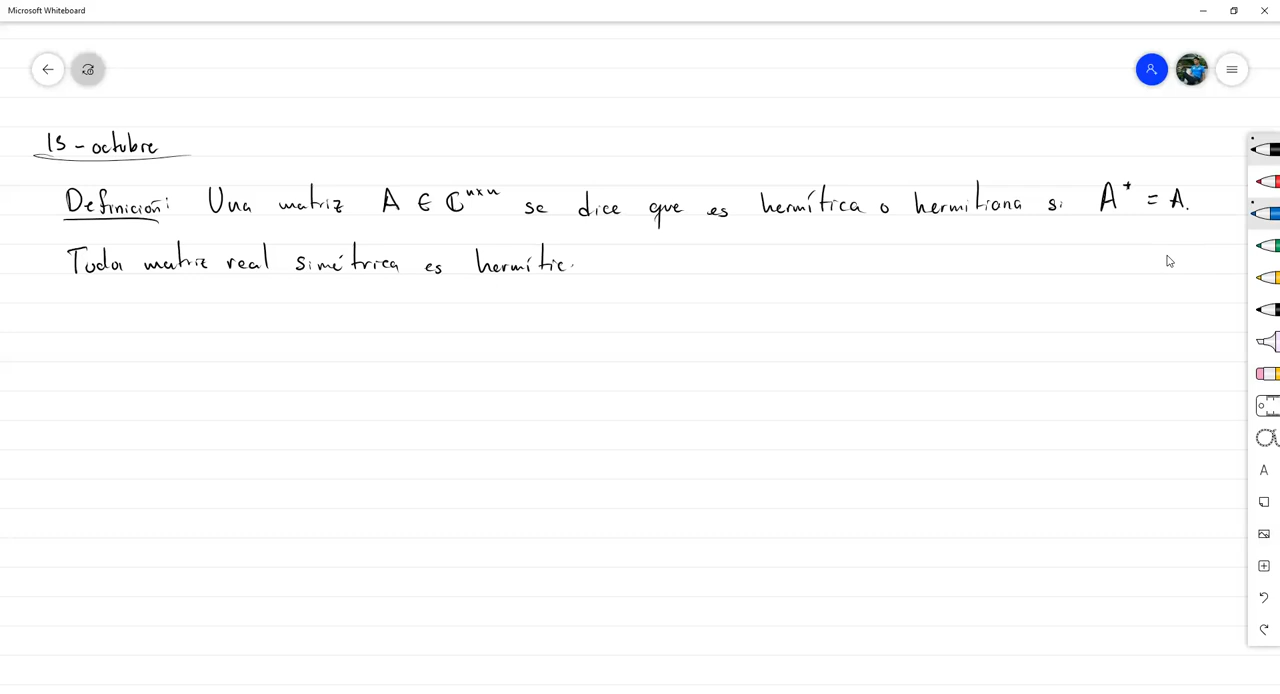 Microsoft Whiteboard
13 - octubre
Definición: Una matriz A ∈ ℂⁿˣⁿ se dice que es hermítica o hermitiana si A* = A.
Toda matriz real simétrica es hermític
A